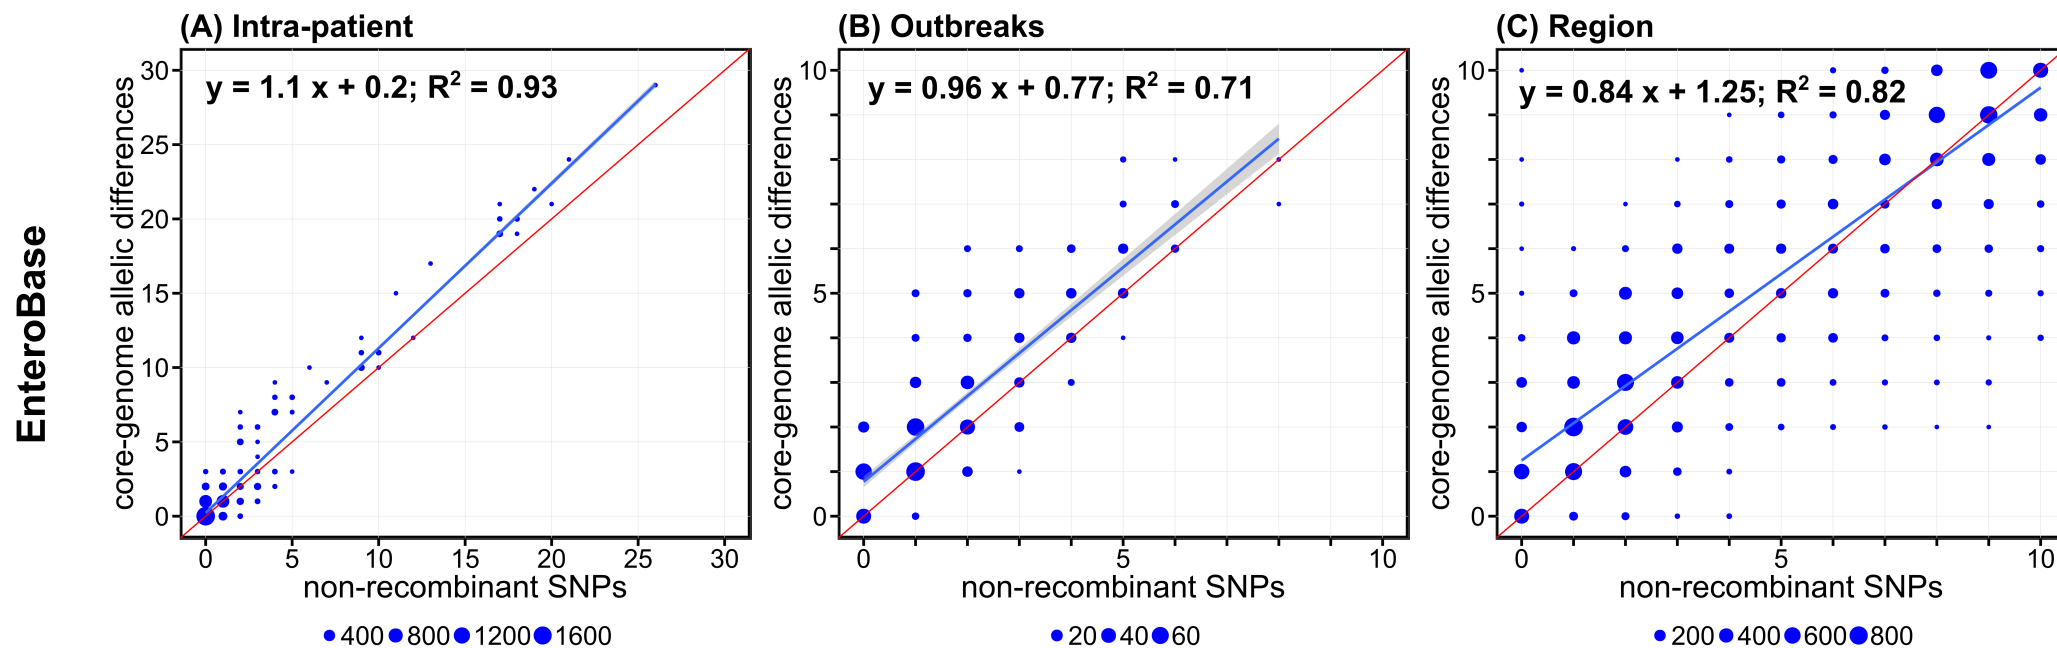 (A) Intra-patient
(B) Outbreaks
(C) Region
EnteroBase
core-genome allelic differences
30
25
20
15
10
5
0
y = 1.1 x + 0.2; R² = 0.93
0 5 10 15 20 25 30
non-recombinant SNPs
400 800 1200 1600
core-genome allelic differences
10
5
0
y = 0.96 x + 0.77; R² = 0.71
0 5 10
non-recombinant SNPs
20 40 60
core-genome allelic differences
10
5
0
y = 0.84 x + 1.25; R² = 0.82
0 5 10
non-recombinant SNPs
200 400 600 800